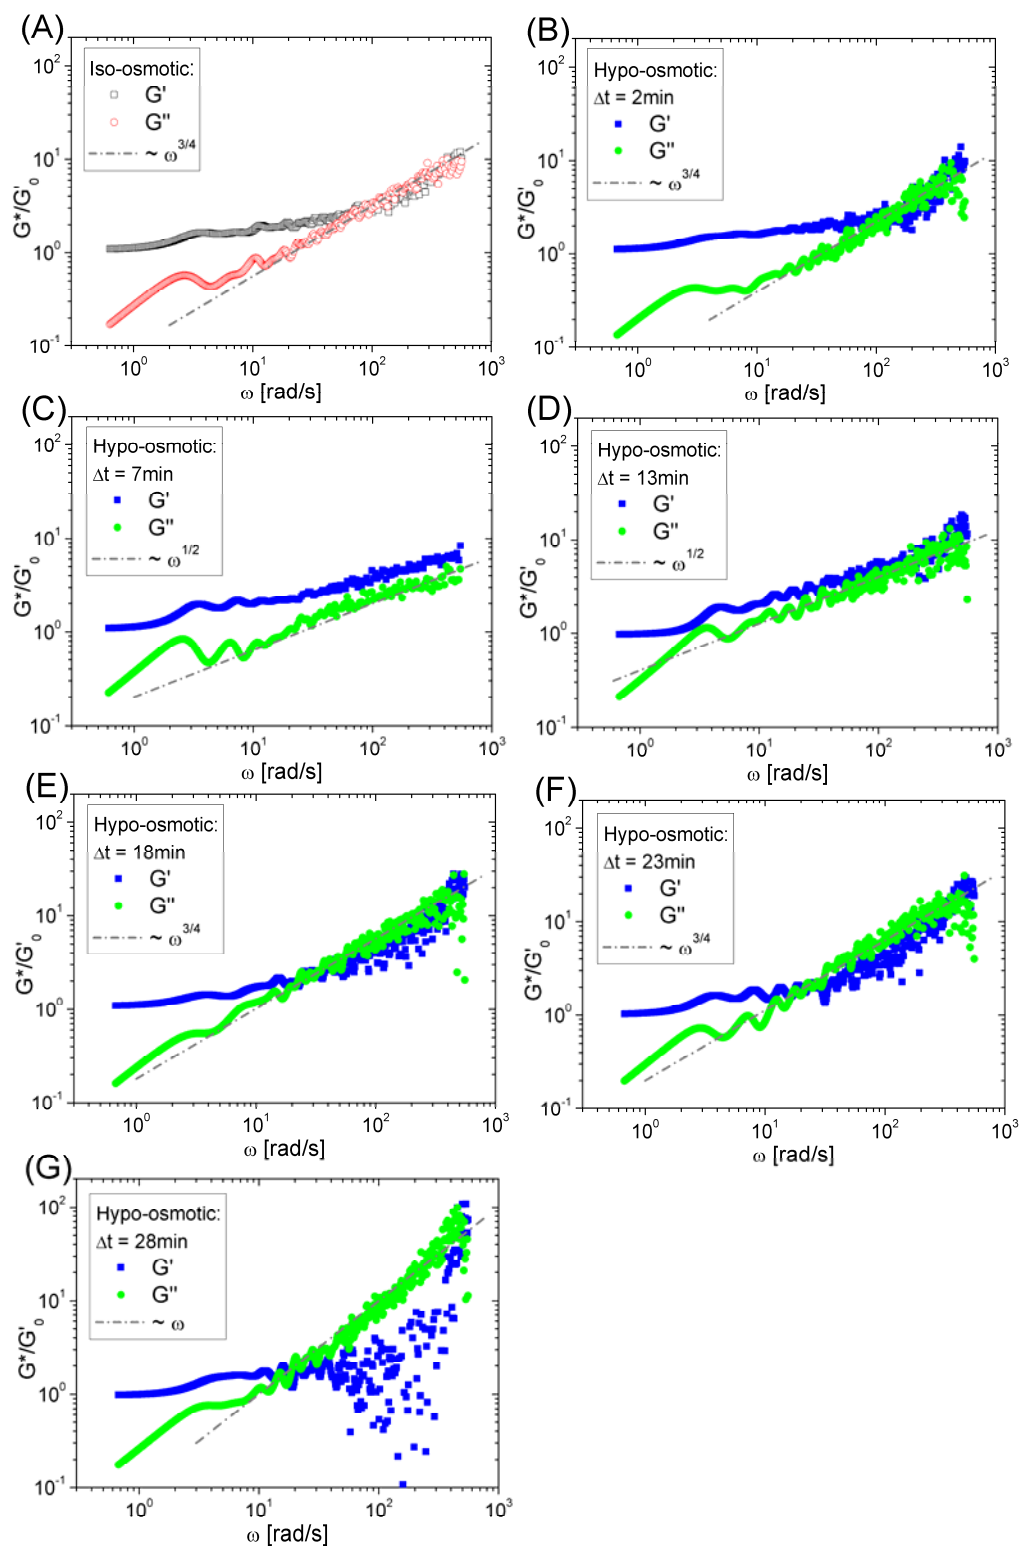 (A)
Iso-osmotic:
G'
G"
~ ω^3/4
G*/G'_0
10^2
10^1
10^0
10^-1
10^0
10^1
10^2
10^3
ω [rad/s]
(B)
Hypo-osmotic:
Δt = 2min
G'
G"
~ ω^3/4
G*/G'_0
10^2
10^1
10^0
10^-1
10^0
10^1
10^2
10^3
ω [rad/s]
(C)
Hypo-osmotic:
Δt = 7min
G'
G"
~ ω^1/2
G*/G'_0
10^2
10^1
10^0
10^-1
10^0
10^1
10^2
10^3
ω [rad/s]
(D)
Hypo-osmotic:
Δt = 13min
G'
G"
~ ω^1/2
G*/G'_0
10^2
10^1
10^0
10^-1
10^0
10^1
10^2
10^3
ω [rad/s]
(E)
Hypo-osmotic:
Δt = 18min
G'
G"
~ ω^3/4
G*/G'_0
10^2
10^1
10^0
10^-1
10^0
10^1
10^2
10^3
ω [rad/s]
(F)
Hypo-osmotic:
Δt = 23min
G'
G"
~ ω^3/4
G*/G'_0
10^2
10^1
10^0
10^-1
10^0
10^1
10^2
10^3
ω [rad/s]
(G)
Hypo-osmotic:
Δt = 28min
G'
G"
~ ω
G*/G'_0
10^2
10^1
10^0
10^-1
10^0
10^1
10^2
10^3
ω [rad/s]